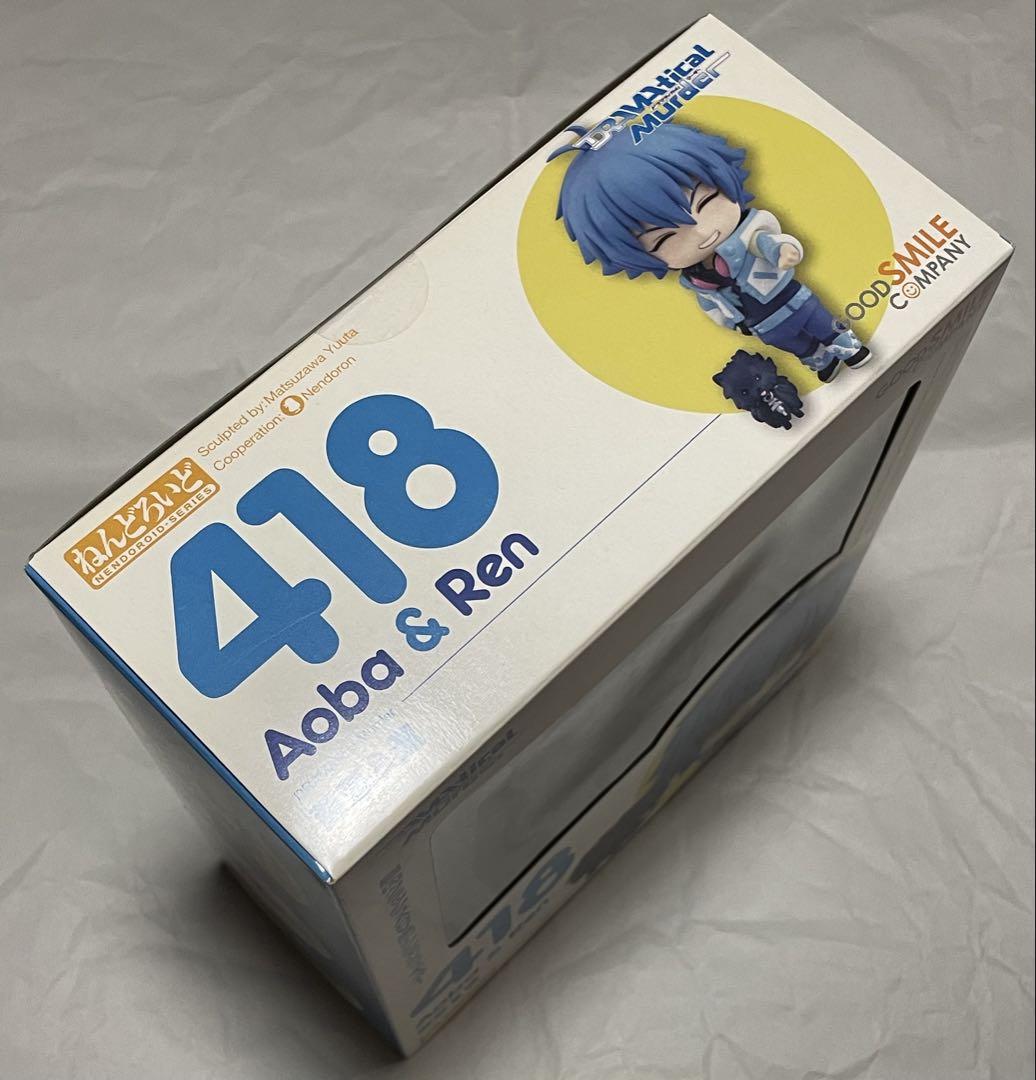 DRAMAtical
Murder
GOOD SMILE
COMPANY
Sculpted by: Matsuzawa Yuuta
Cooperation: Nendoron
ねんどろいど
NENDOROID・SERIES
418
Aoba & Ren
418